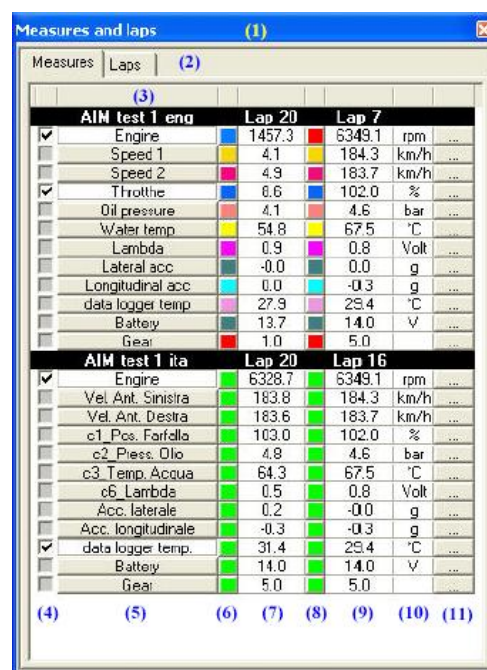 Measures and laps (1)
Measures Laps (2)
(3)
AIM test 1 eng Lap 20 Lap 7
Engine 1457.3 6349.1 rpm ...
Speed 1 4.1 184.3 km/h ...
Speed 2 4.9 183.7 km/h ...
Throtthe 8.6 102.0 % ...
Oil pressure 4.1 4.6 bar ...
Water temp 54.8 67.5 °C ...
Lambda 0.9 0.8 Volt ...
Lateral acc -0.0 0.0 g ...
Longitudinal acc 0.0 -0.3 g ...
data logger temp 27.9 29.4 °C ...
Battery 13.7 14.0 V ...
Gear 1.0 5.0 ...
AIM test 1 ita Lap 20 Lap 16
Engine 6328.7 6349.1 rpm ...
Vel. Ant. Sinistra 183.8 184.3 km/h ...
Vel. Ant. Destra 183.6 183.7 km/h ...
c1_Pos. Farfalla 103.0 102.0 % ...
c2_Press. Olio 4.8 4.6 bar ...
c3_Temp. Acqua 64.3 67.5 °C ...
c6_Lambda 0.5 0.8 Volt ...
Acc. laterale 0.2 -0.0 g ...
Acc. longitudinale -0.3 -0.3 g ...
data logger temp. 31.4 29.4 °C ...
Battery 14.0 14.0 V ...
Gear 5.0 5.0 ...
(4) (5) (6) (7) (8) (9) (10) (11)